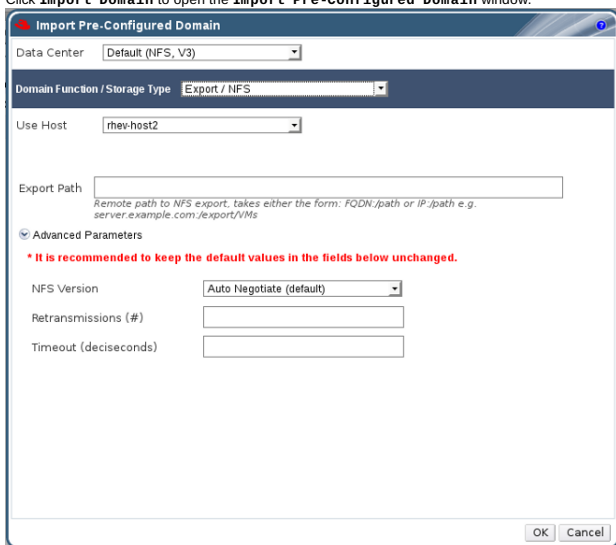 Click Import Domain to open the Import Pre-Configured Domain window.
Import Pre-Configured Domain
Data Center Default (NFS, V3)
Domain Function / Storage Type Export / NFS
Use Host rhev-host2
Export Path
Remote path to NFS export, takes either the form: FQDN:/path or IP:/path e.g.
server.example.com:/export/VMs
Advanced Parameters
* It is recommended to keep the default values in the fields below unchanged.
NFS Version Auto Negotiate (default)
Retransmissions (#)
Timeout (deciseconds)
OK Cancel